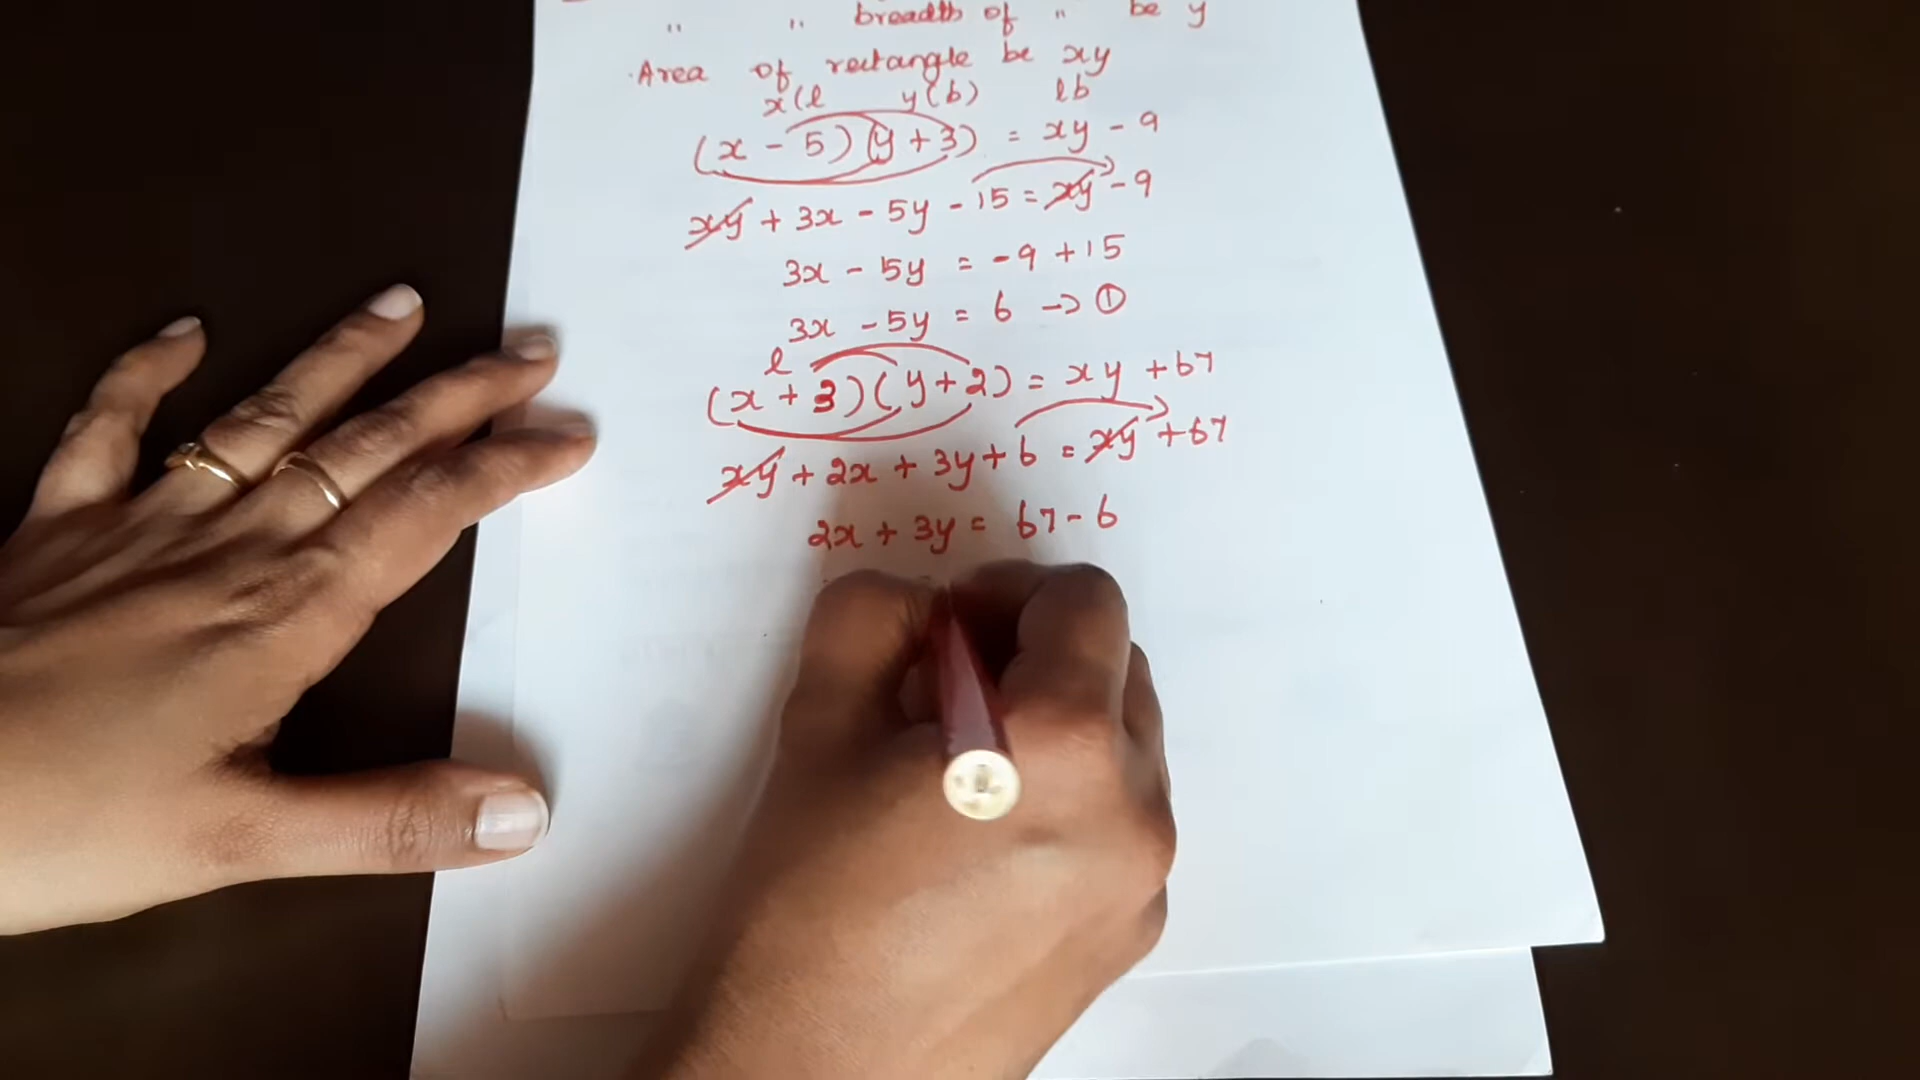 " " breadth of " be y
Area of rectangle be xy
x(l y(b) lb
(x - 5)(y + 3) = xy - 9
xy + 3x - 5y - 15 = xy - 9
3x - 5y = -9 + 15
3x - 5y = 6 → ①
l
(x + 3)(y + 2) = xy + 67
xy + 2x + 3y + 6 = xy + 67
2x + 3y = 67 - 6